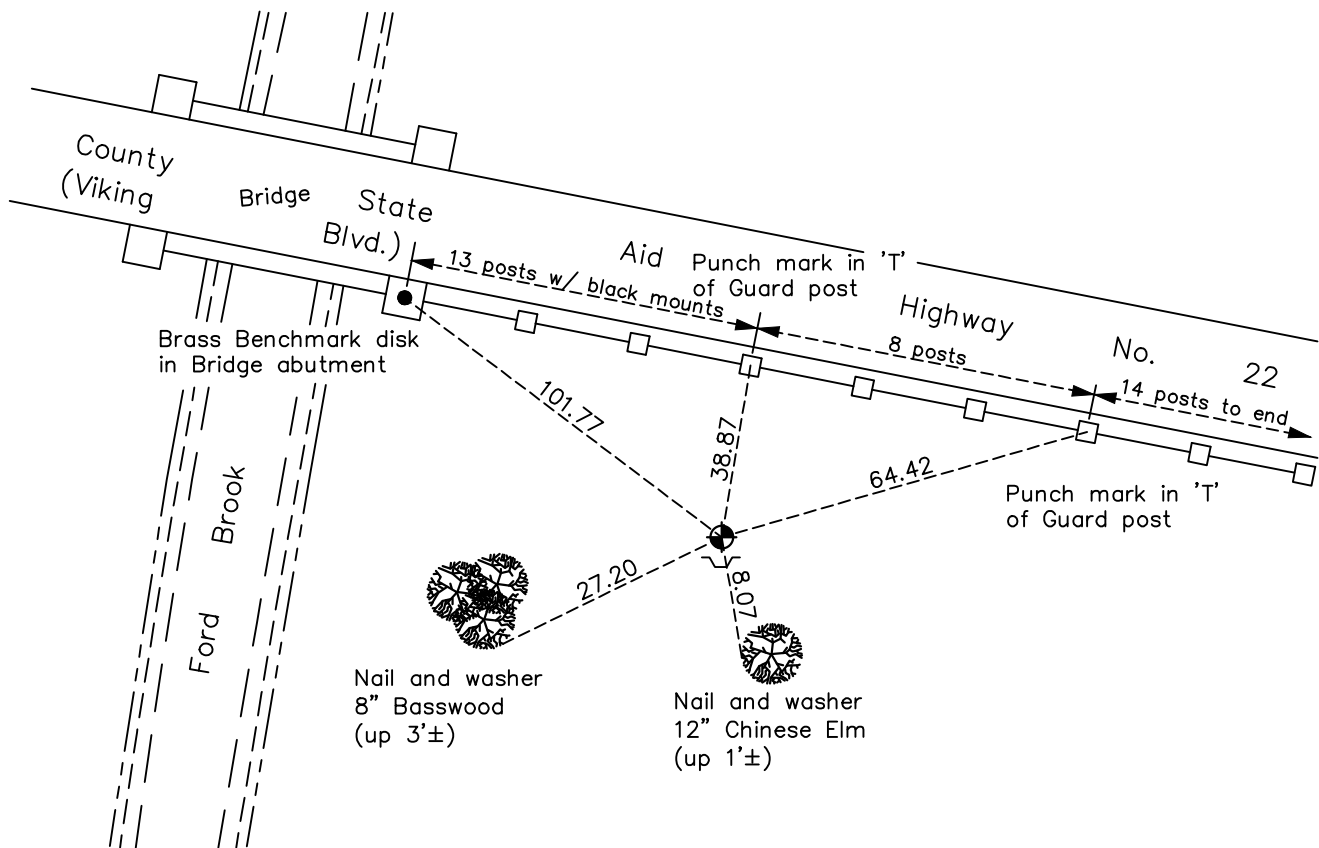 County State Aid Highway No. 22
(Viking Blvd.)
Bridge
13 posts w/ black mounts
Punch mark in 'T'
of Guard post
8 posts
14 posts to end
Brass Benchmark disk
in Bridge abutment
101.77
38.87
64.42
Punch mark in 'T'
of Guard post
Ford Brook
27.20
8.07
Nail and washer
8" Basswood
(up 3'±)
Nail and washer
12" Chinese Elm
(up 1'±)